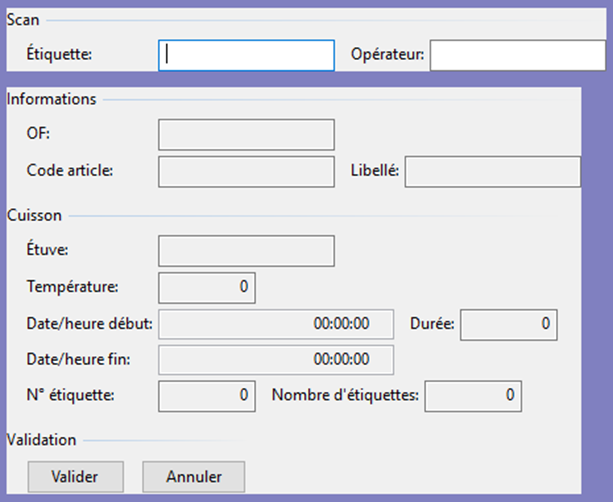 Scan
Étiquette: Opérateur:
Informations
OF:
Code article: Libellé:
Cuisson
Étuve:
Température: 0
Date/heure début: 00:00:00 Durée: 0
Date/heure fin: 00:00:00
N° étiquette: 0 Nombre d'étiquettes: 0
Validation
Valider Annuler